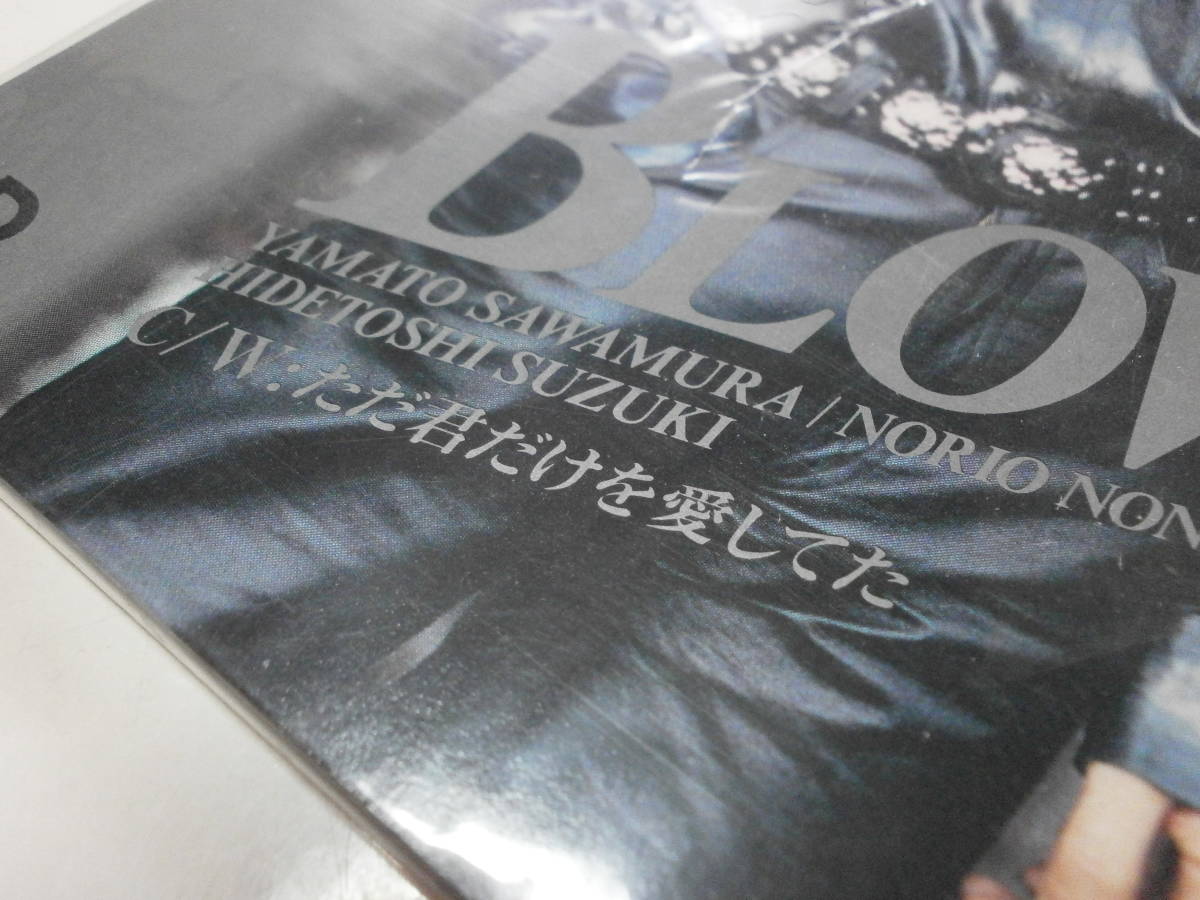 BLOW
YAMATO SAWAMURA / NORIO NON
HIDETOSHI SUZUKI
C/W:ただ君だけを愛してた